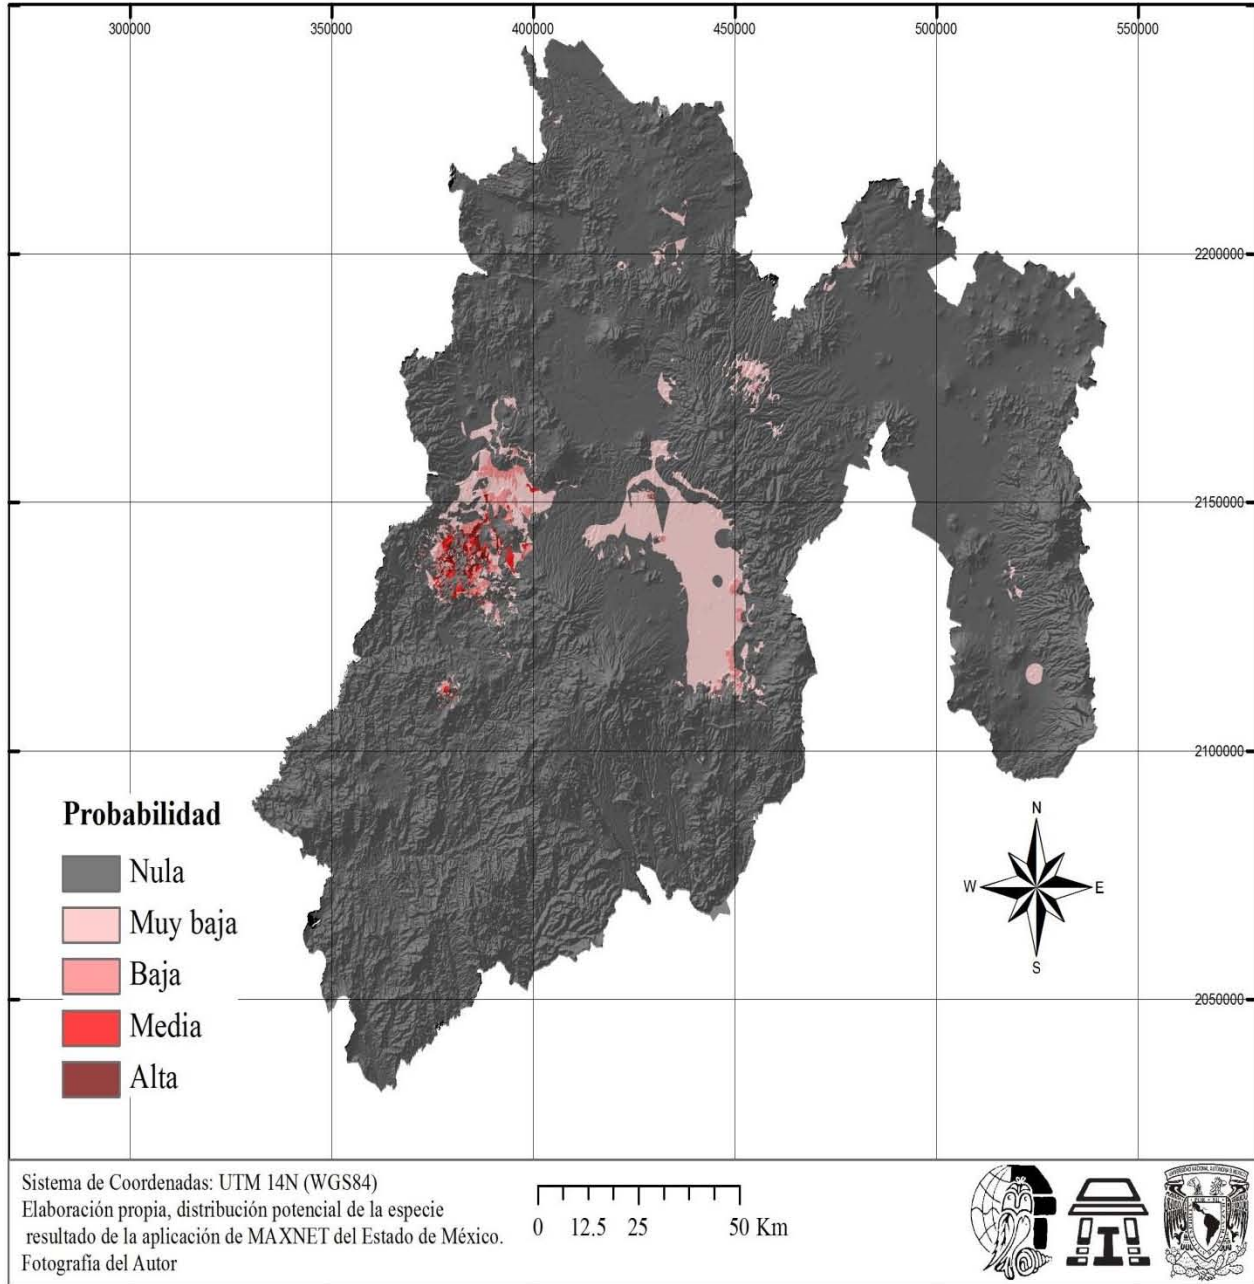 300000
350000
400000
450000
500000
550000
2200000
2150000
2100000
2050000
Probabilidad
Nula
Muy baja
Baja
Media
Alta
N
W
E
S
Sistema de Coordenadas: UTM 14N (WGS84)
Elaboración propia, distribución potencial de la especie
resultado de la aplicación de MAXNET del Estado de México.
Fotografía del Autor
0 12.5 25 50 Km